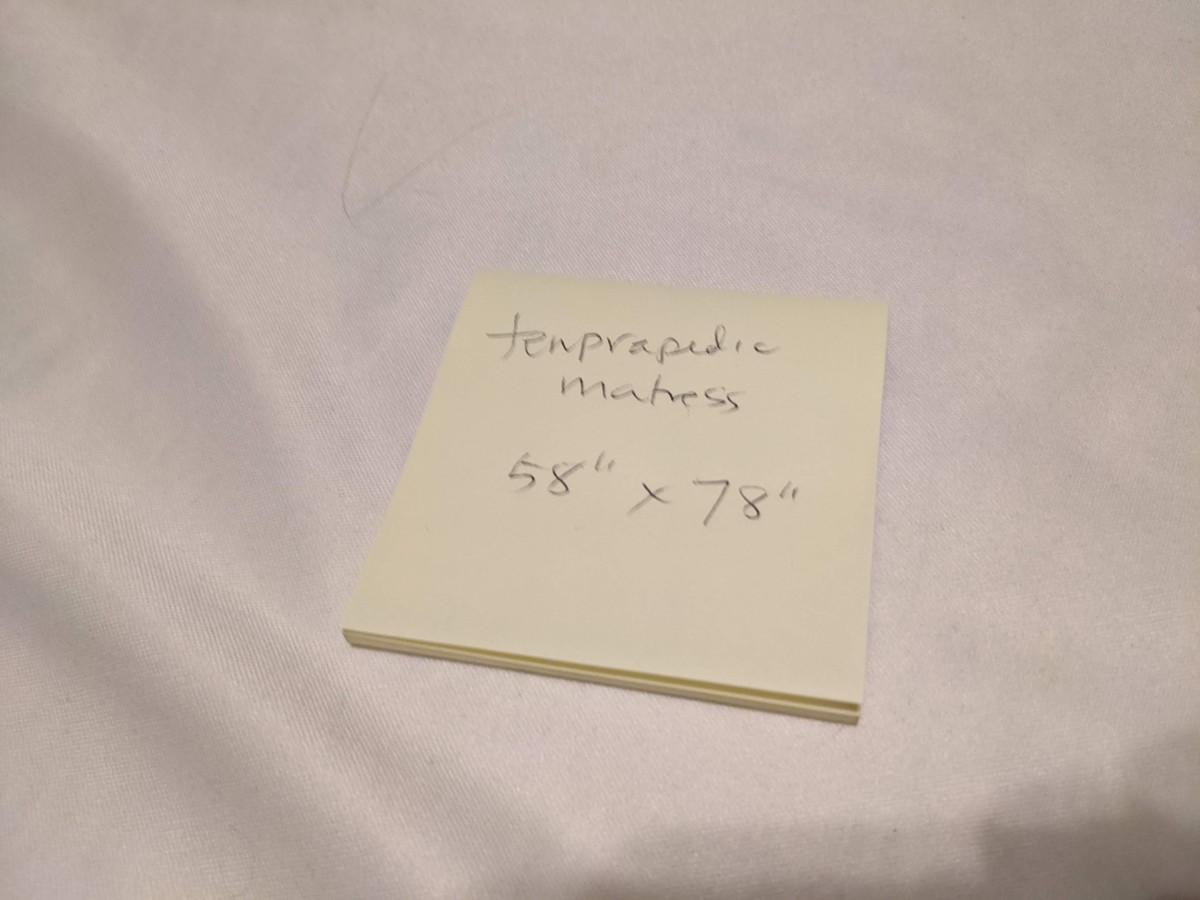 tenprapedic
matress
58" x 78"